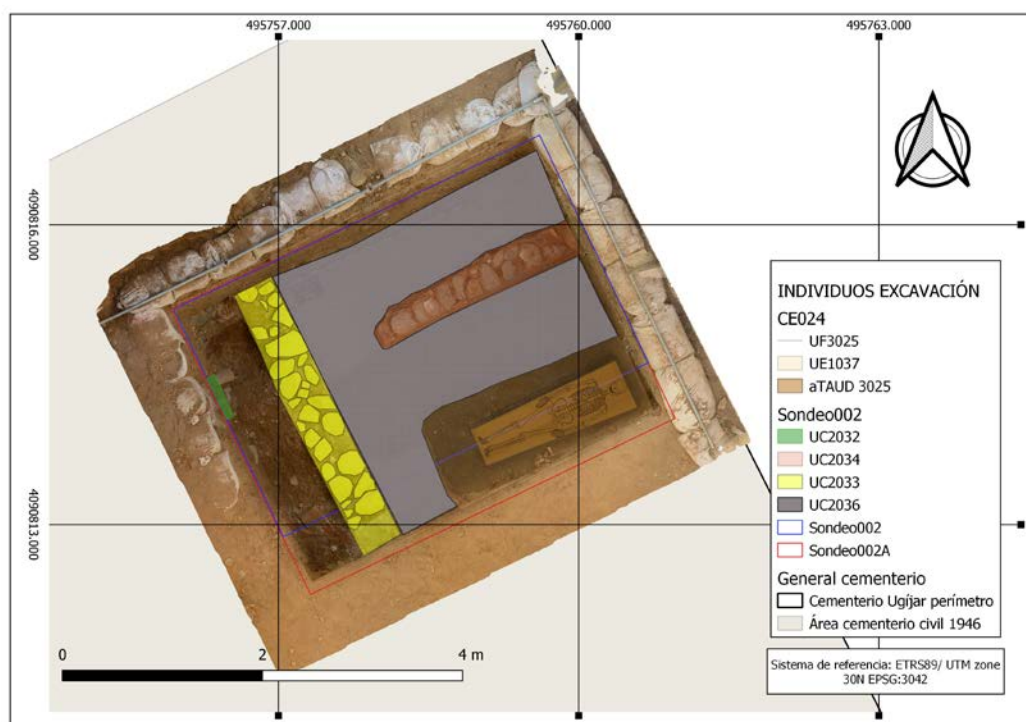 495757.000 495760.000 495763.000
4090816.000
4090813.000
INDIVIDUOS EXCAVACIÓN
CE024
UF3025
UE1037
aTAUD 3025
Sondeo002
UC2032
UC2034
UC2033
UC2036
Sondeo002
Sondeo002A
General cementerio
Cementerio Ugíjar perímetro
Área cementerio civil 1946
Sistema de referencia: ETRS89/ UTM zone
30N EPSG:3042
0 2 4 m